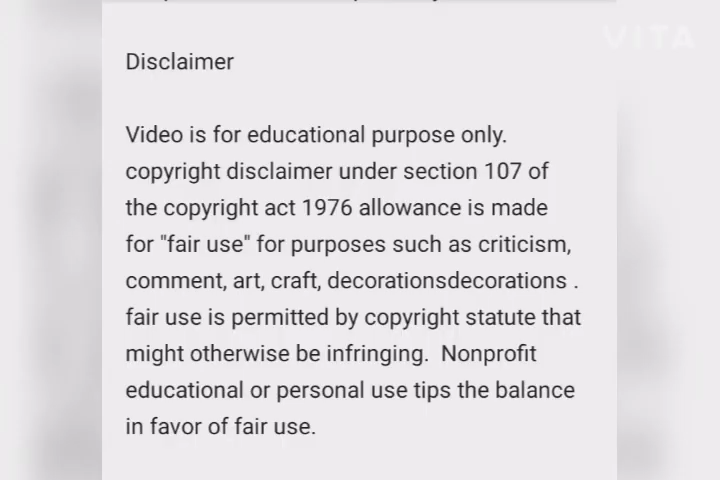 VITA
Disclaimer
Video is for educational purpose only.
copyright disclaimer under section 107 of
the copyright act 1976 allowance is made
for "fair use" for purposes such as criticism,
comment, art, craft, decorationsdecorations .
fair use is permitted by copyright statute that
might otherwise be infringing.  Nonprofit
educational or personal use tips the balance
in favor of fair use.